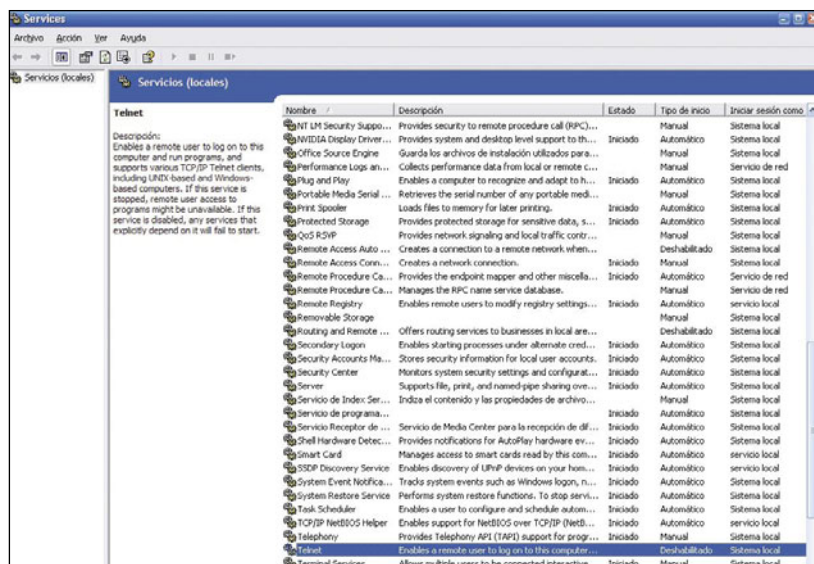 Services
Archivo Acción Ver Ayuda
Servicios (locales)
Servicios (locales)
Telnet
Descripción:
Enables a remote user to log on to this
computer and run programs, and
supports various TCP/IP Telnet clients,
including UNIX-based and Windows-
based computers. If this service is
stopped, remote user access to
programs might be unavailable. If this
service is disabled, any services that
explicitly depend on it will fail to start.
Nombre Descripción Estado Tipo de inicio Iniciar sesión como
NT LM Security Suppo... Provides security to remote procedure call (RPC)... Manual Sistema local
NVIDIA Display Driver... Provides system and desktop level support to th... Iniciado Automático Sistema local
Office Source Engine Guarda los archivos de instalación utilizados para... Manual Sistema local
Performance Logs an... Collects performance data from local or remote c... Manual Servicio de red
Plug and Play Enables a computer to recognize and adapt to h... Iniciado Automático Sistema local
Portable Media Serial ... Retrieves the serial number of any portable medi... Manual Sistema local
Print Spooler Loads files to memory for later printing. Iniciado Automático Sistema local
Protected Storage Provides protected storage for sensitive data, s... Iniciado Automático Sistema local
QoS RSVP Provides network signaling and local traffic contr... Manual Sistema local
Remote Access Auto ... Creates a connection to a remote network when... Deshabilitado Sistema local
Remote Access Conn... Creates a network connection. Iniciado Manual Sistema local
Remote Procedure Ca... Provides the endpoint mapper and other miscella... Iniciado Automático Servicio de red
Remote Procedure Ca... Manages the RPC name service database. Manual Servicio de red
Remote Registry Enables remote users to modify registry settings... Iniciado Automático servicio local
Removable Storage Manual Sistema local
Routing and Remote ... Offers routing services to businesses in local are... Deshabilitado Sistema local
Secondary Logon Enables starting processes under alternate cred... Iniciado Automático Sistema local
Security Accounts Ma... Stores security information for local user accounts. Iniciado Automático Sistema local
Security Center Monitors system security settings and configurat... Iniciado Automático Sistema local
Server Supports file, print, and named-pipe sharing ove... Iniciado Automático Sistema local
Servicio de Index Ser... Indiza el contenido y las propiedades de archivo... Manual Sistema local
Servicio de programa... Iniciado Automático Sistema local
Servicio Receptor de ... Servicio de Media Center para la recepción de dif... Iniciado Automático Sistema local
Shell Hardware Detec... Provides notifications for AutoPlay hardware ev... Iniciado Automático Sistema local
Smart Card Manages access to smart cards read by this com... Iniciado Automático servicio local
SSDP Discovery Service Enables discovery of UPnP devices on your hom... Iniciado Manual servicio local
System Event Notifica... Tracks system events such as Windows logon, n... Iniciado Automático Sistema local
System Restore Service Performs system restore functions. To stop servi... Iniciado Automático Sistema local
Task Scheduler Enables a user to configure and schedule autom... Iniciado Automático Sistema local
TCP/IP NetBIOS Helper Enables support for NetBIOS over TCP/IP (NetB... Iniciado Automático servicio local
Telephony Provides Telephony API (TAPI) support for progr... Iniciado Manual Sistema local
Telnet Enables a remote user to log on to this computer... Deshabilitado Sistema local
Terminal Services Allows multiple users to be connected interactive... Iniciado Manual Sistema local